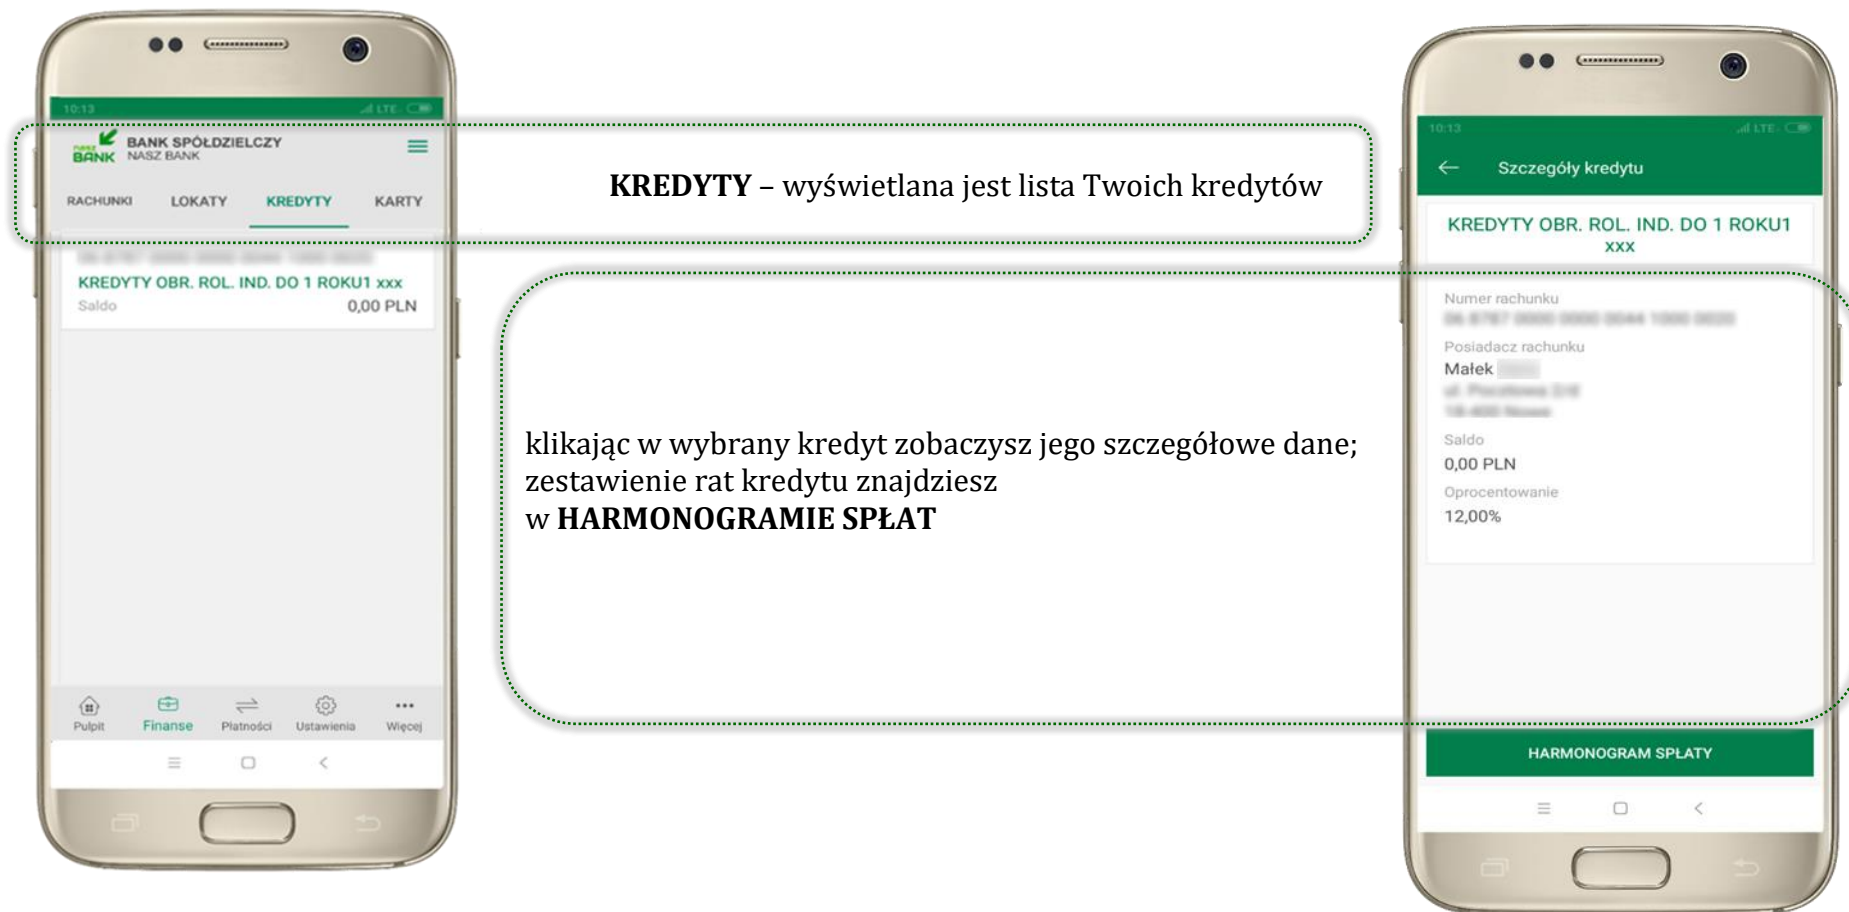 10:13
LTE
nasz
BANK
BANK SPÓŁDZIELCZY
NASZ BANK
RACHUNKI LOKATY KREDYTY KARTY
KREDYTY OBR. ROL. IND. DO 1 ROKU1 xxx
Saldo 0,00 PLN
Pulpit Finanse Płatności Ustawienia Więcej
KREDYTY – wyświetlana jest lista Twoich kredytów
klikając w wybrany kredyt zobaczysz jego szczegółowe dane;
zestawienie rat kredytu znajdziesz
w HARMONOGRAMIE SPŁAT
10:13
LTE
Szczegóły kredytu
KREDYTY OBR. ROL. IND. DO 1 ROKU1
xxx
Numer rachunku
Posiadacz rachunku
Małek
Saldo
0,00 PLN
Oprocentowanie
12,00%
HARMONOGRAM SPŁATY